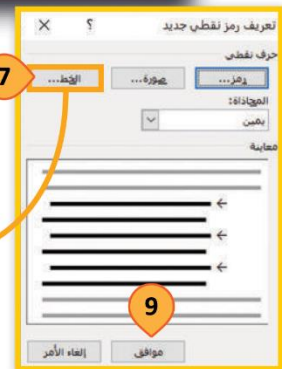 تعريف رمز نقطي جديد ؟ ×
حرف نقطي
رمز... صورة... الخط...
7
المحاذاة:
يمين
معاينة
9
موافق إلغاء الأمر